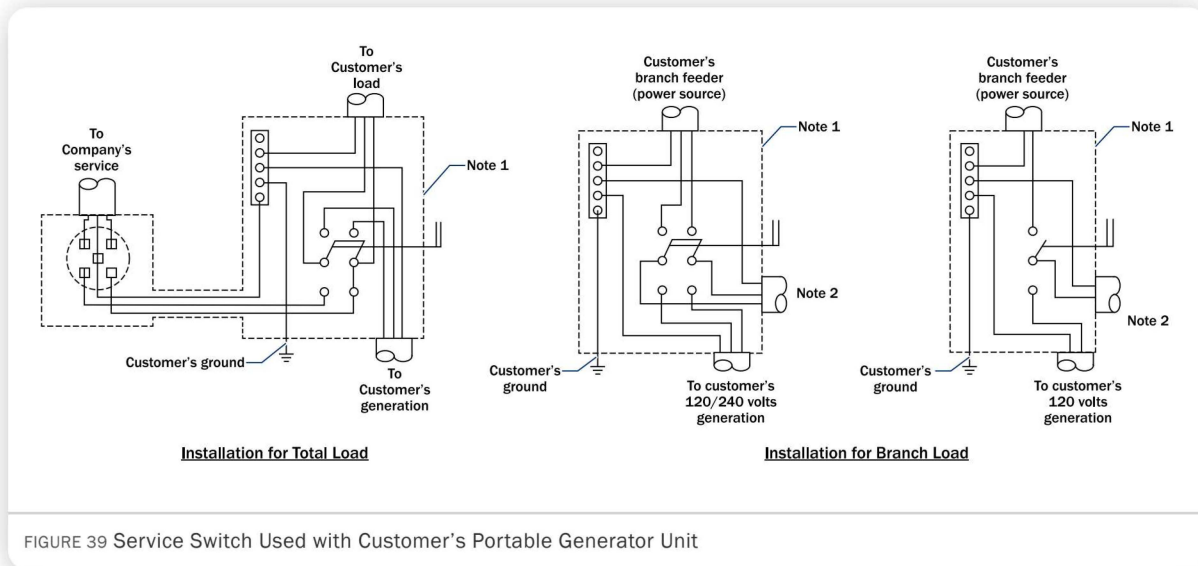 To
Customer's
load
To
Company's
service
Note 1
Customer's ground
To
Customer's
generation
Installation for Total Load
Customer's
branch feeder
(power source)
Note 1
Note 2
Customer's
ground
To customer's
120/240 volts
generation
Customer's
branch feeder
(power source)
Note 1
Note 2
Customer's
ground
To customer's
120 volts
generation
Installation for Branch Load
FIGURE 39 Service Switch Used with Customer's Portable Generator Unit